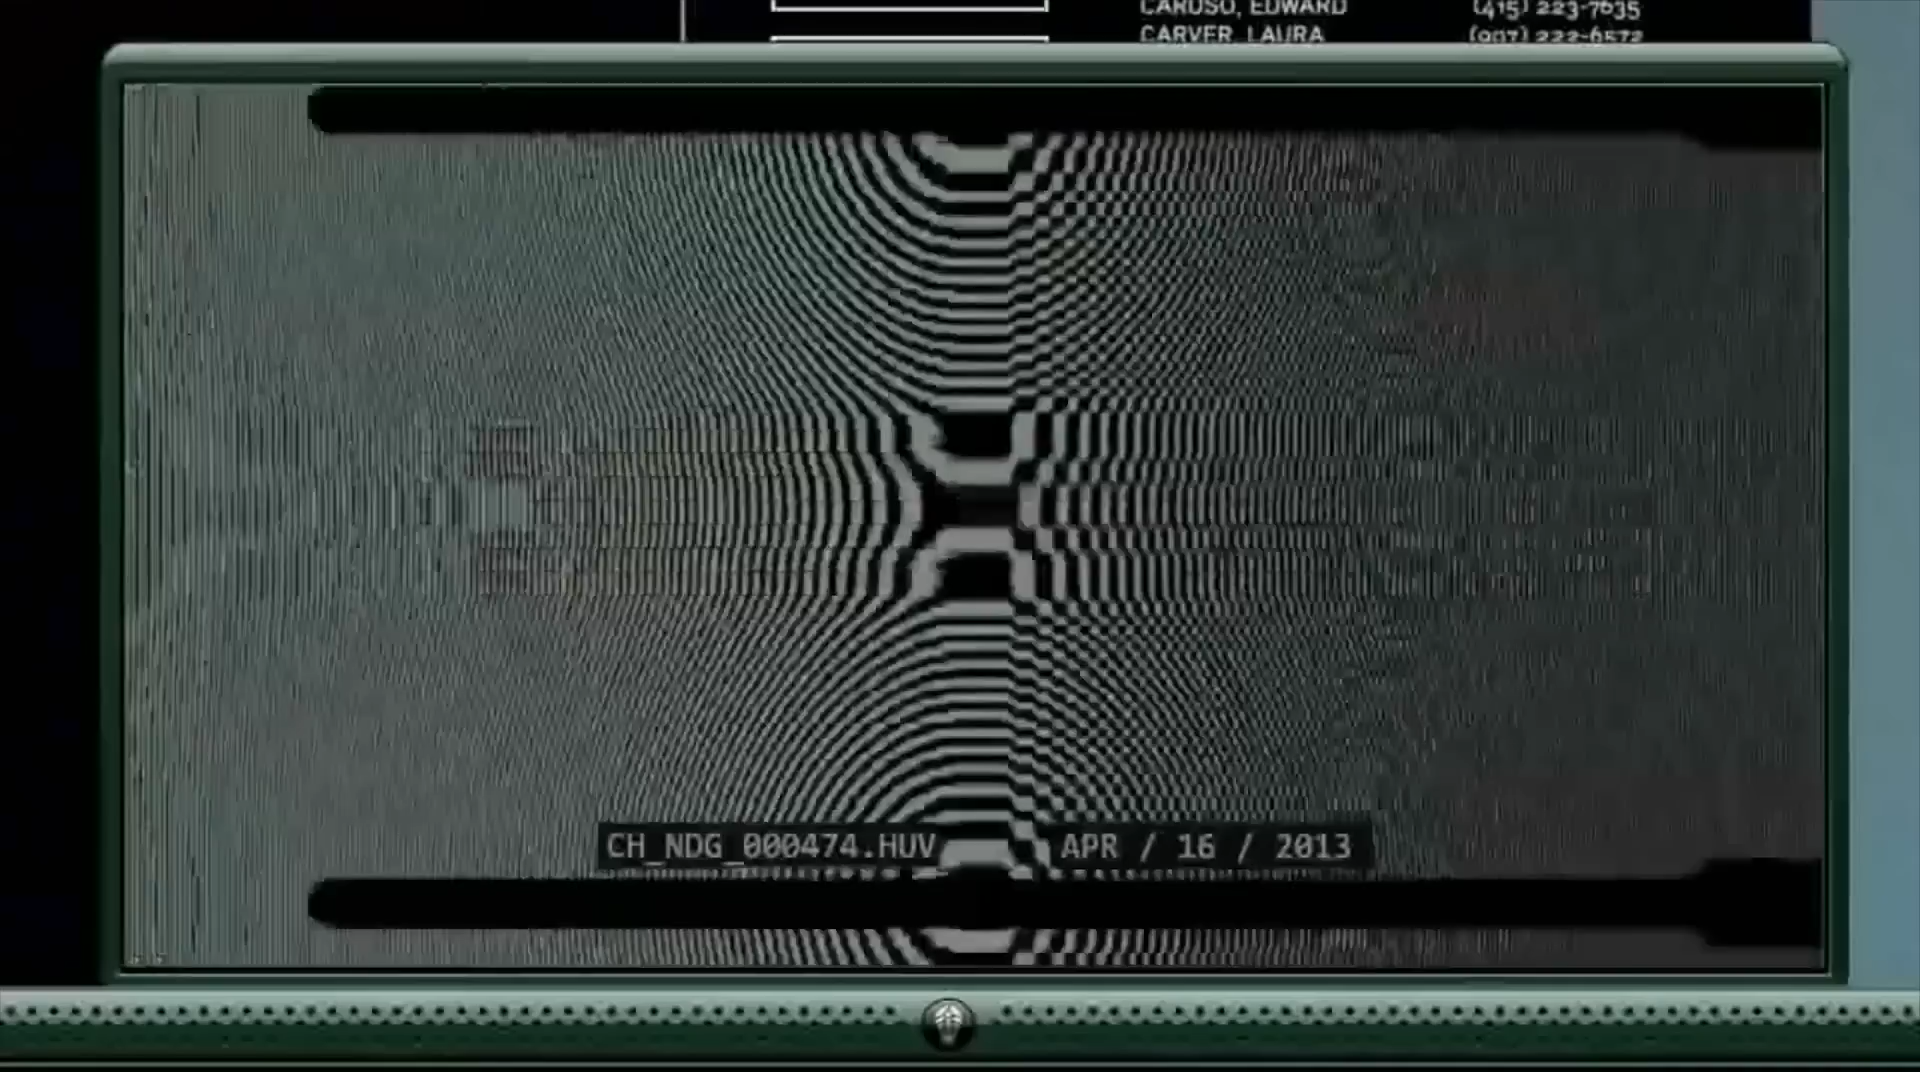 CARUSO, EDWARD (415) 223-7635
CARVER, LAURA (907) 222-6572
CH_NDG_000474.HUV APR / 16 / 2013